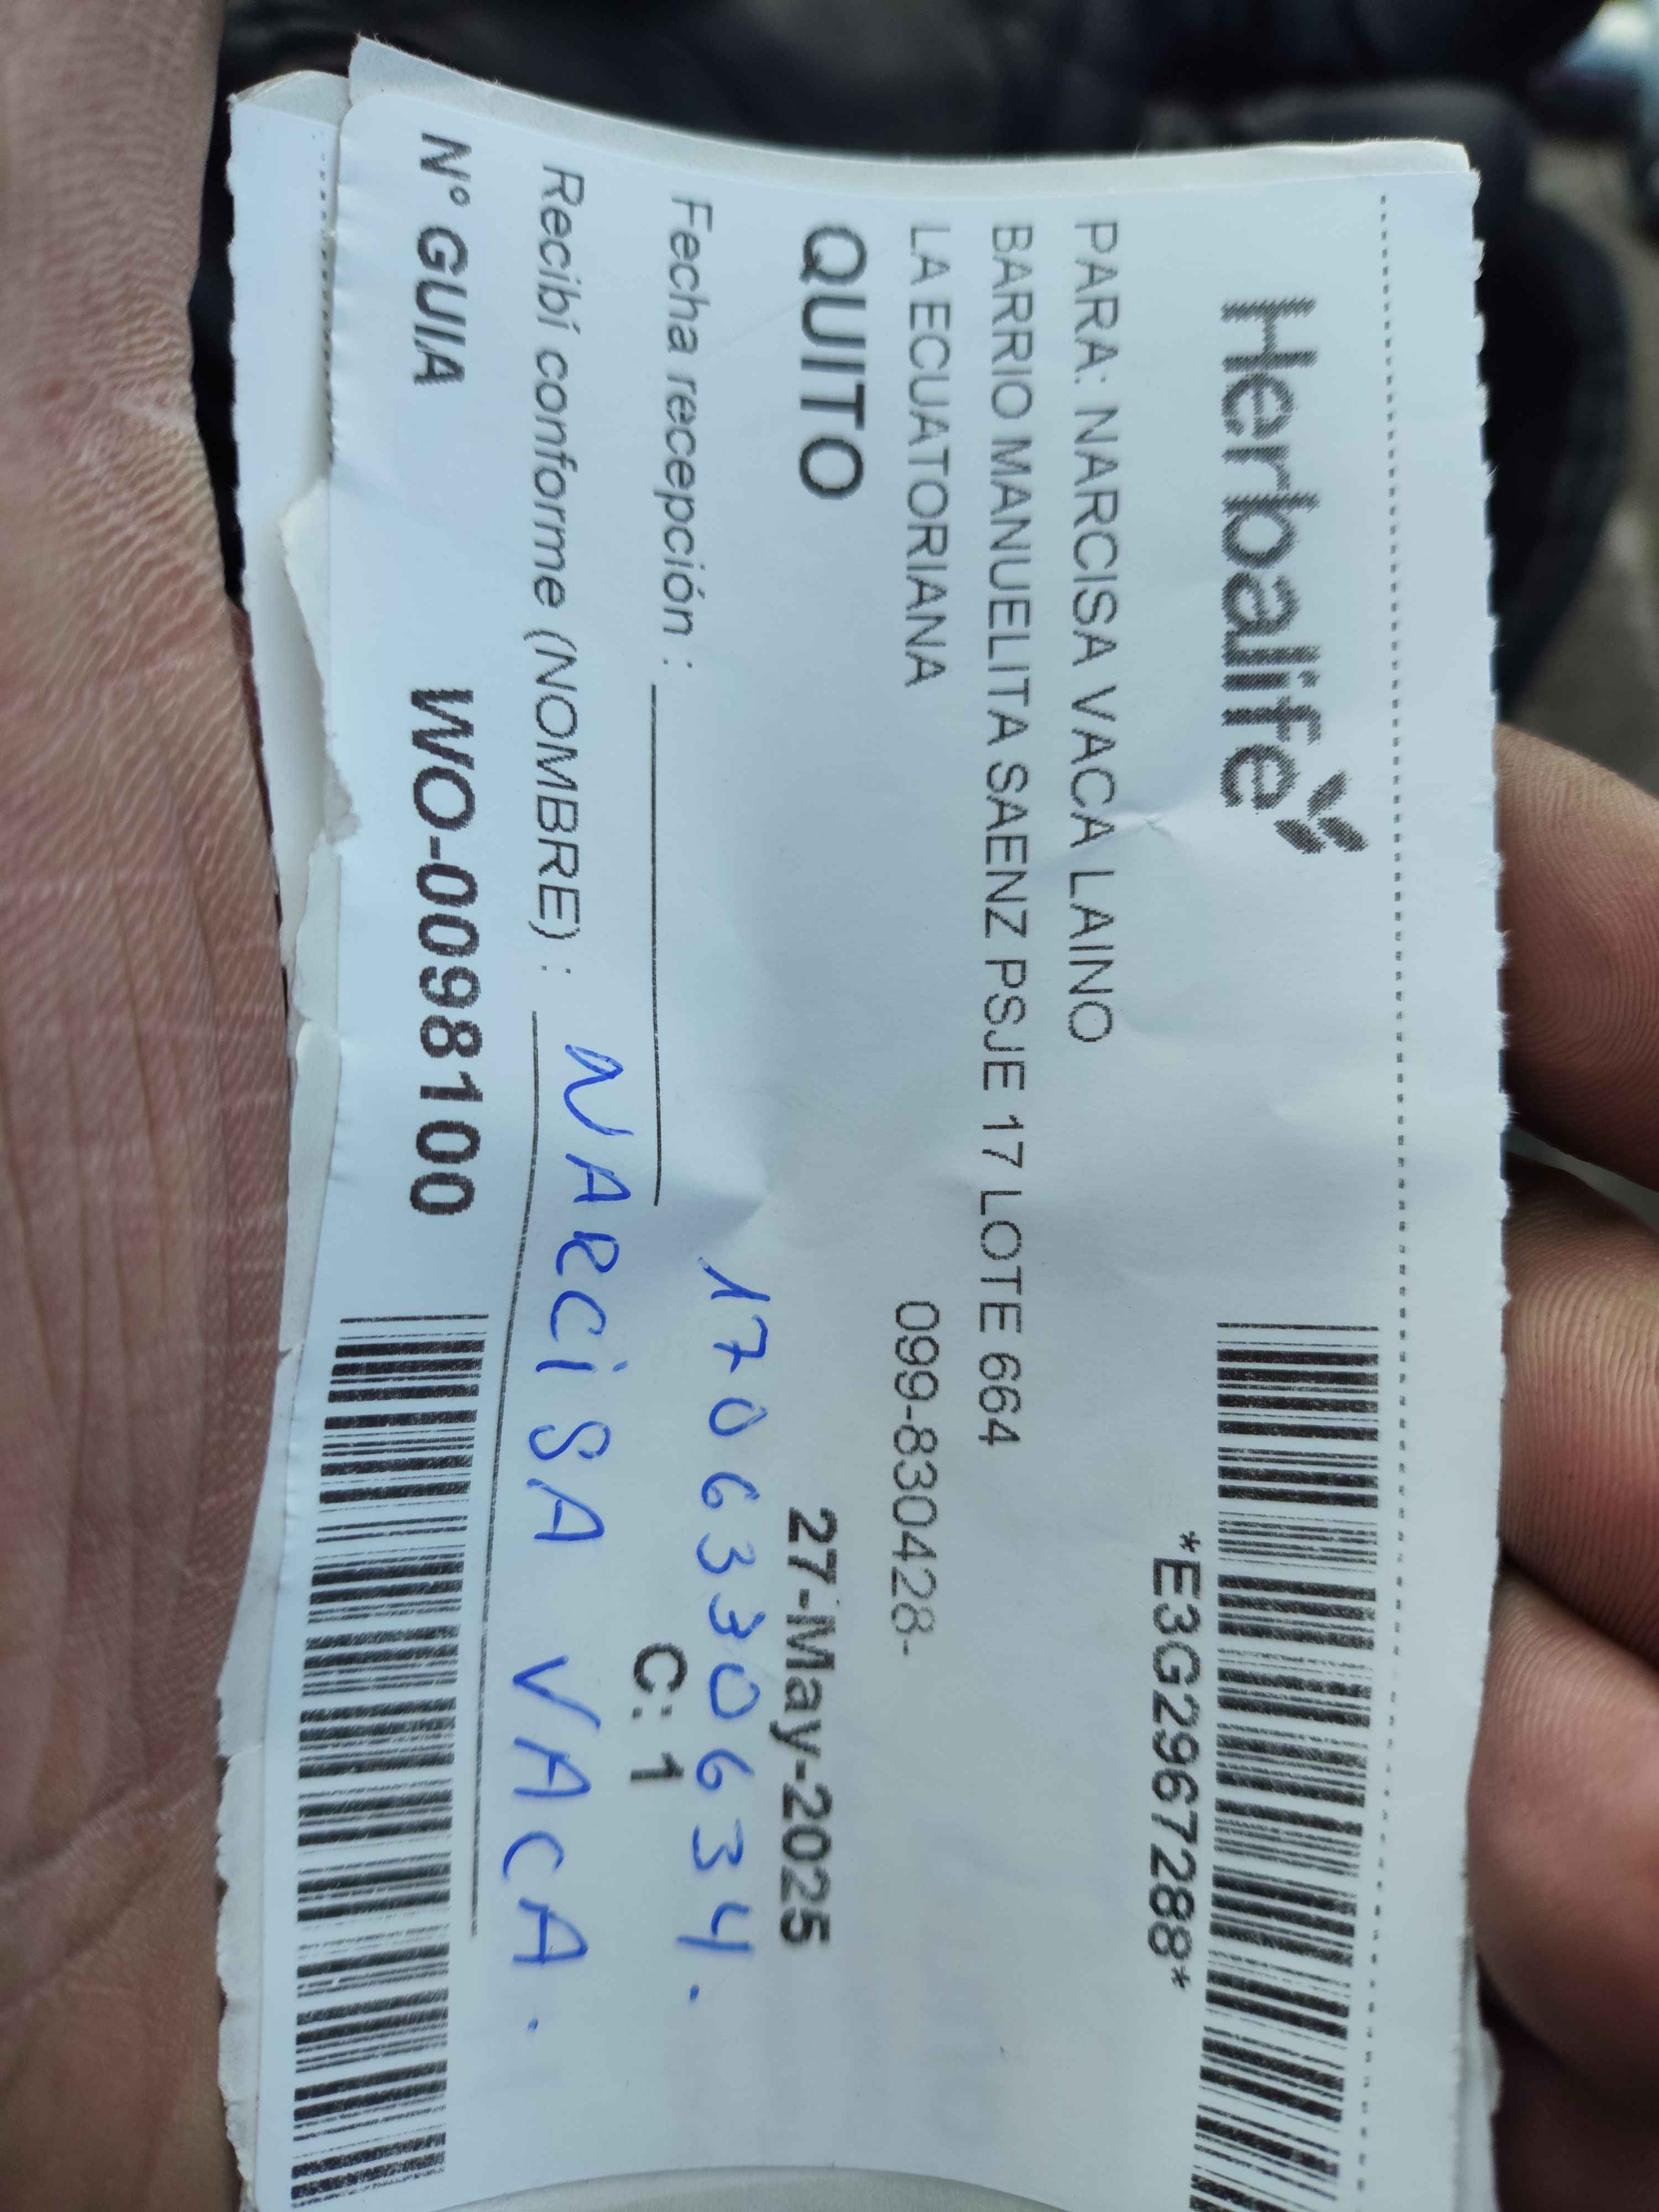 Herbalife
*E3G2967288*
PARA: NARCISA VACA LAINO
BARRIO MANUELITA SAENZ PSJE 17 LOTE 664
LA ECUATORIANA 099-830428-
QUITO 27-May-2025
1706330634.
Fecha recepción : C: 1
Recibí conforme (NOMBRE) : NARCISA VACA.
N° GUIA WO-0098100